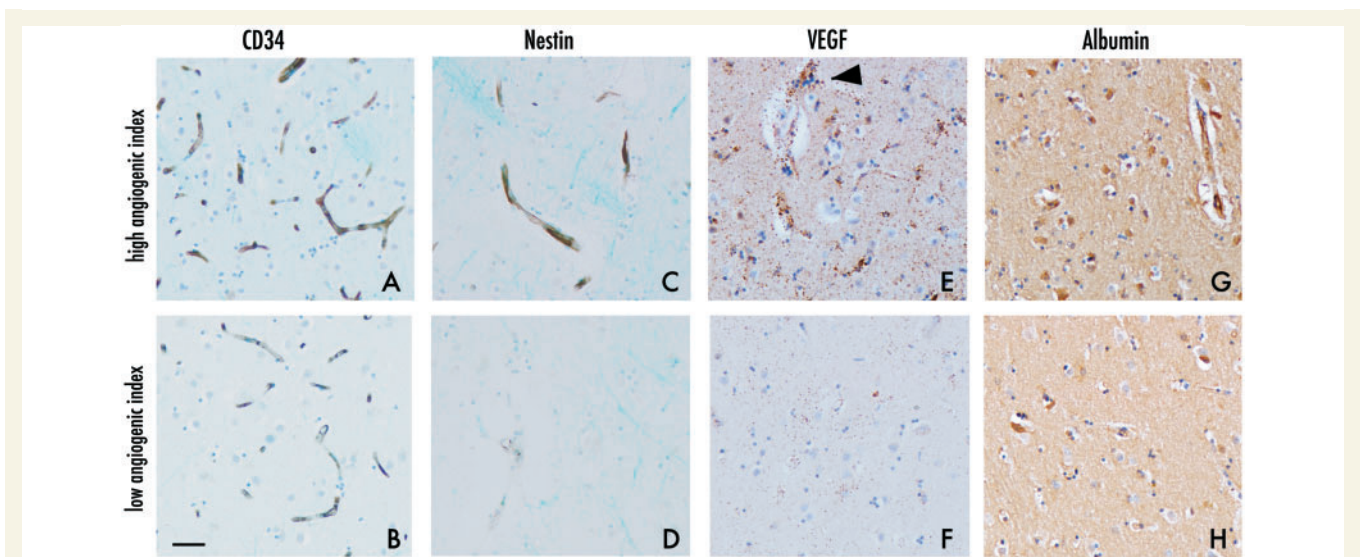 CD34 Nestin VEGF Albumin
high angiogenic index
A C E G
low angiogenic index
B D F H